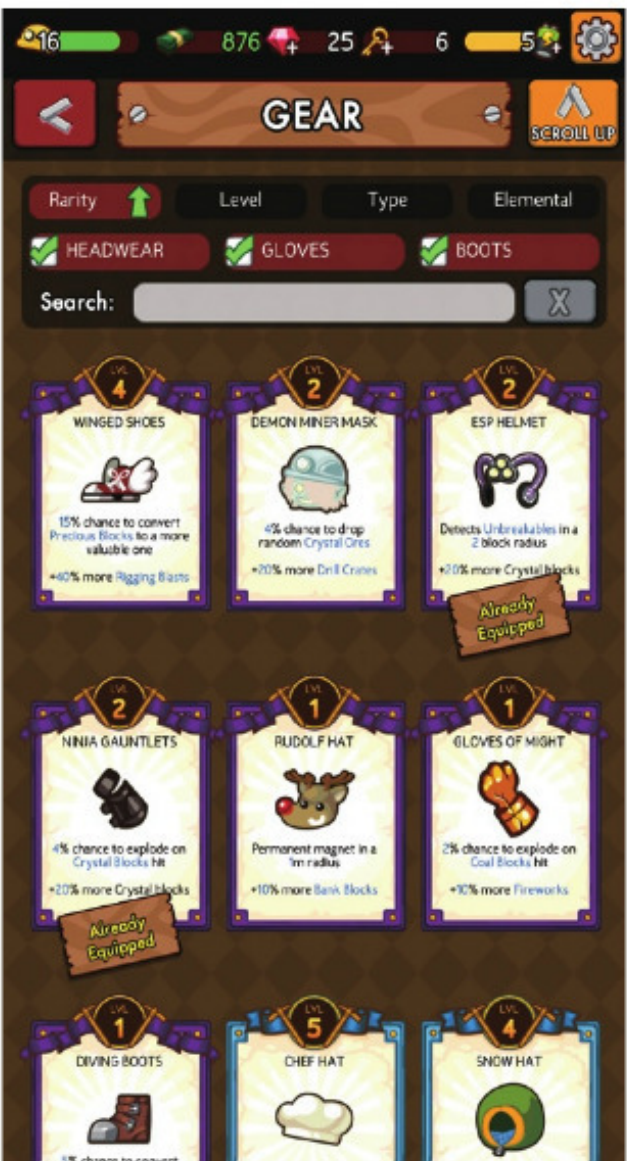 16 876 25 6 5
GEAR
SCROLL UP
Rarity Level Type Elemental
HEADWEAR GLOVES BOOTS
Search: X
LVL 4
WINGED SHOES
15% chance to convert
Precious Blocks to a more
valuable one
+40% more Rigging Blasts
LVL 2
DEMON MINER MASK
4% chance to drop
random Crystal Ores
+20% more Drill Crates
LVL 2
ESP HELMET
Detects Unbreakables in a
2 block radius
+20% more Crystal blocks
Already
Equipped
LVL 2
NINJA GAUNTLETS
4% chance to explode on
Crystal Blocks hit
+20% more Crystal blocks
Already
Equipped
LVL 1
RUDOLF HAT
Permanent magnet in a
1m radius
+10% more Bank Blocks
LVL 1
GLOVES OF MIGHT
2% chance to explode on
Coal Blocks hit
+10% more Fireworks
LVL 1
DIVING BOOTS
chance to convert
LVL 5
CHEF HAT
LVL 4
SNOW HAT